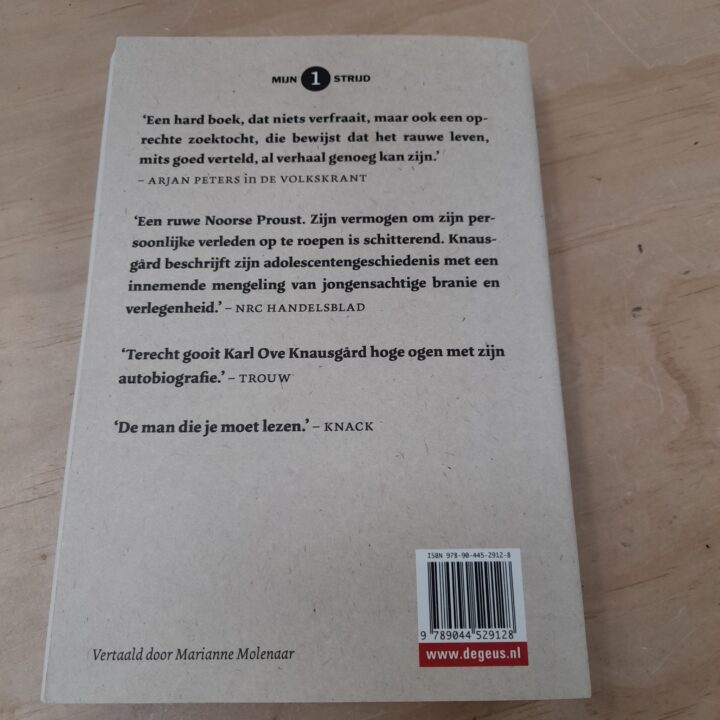 MIJN 1 STRIJD
‘Een hard boek, dat niets verfraait, maar ook een op-
rechte zoektocht, die bewijst dat het rauwe leven,
mits goed verteld, al verhaal genoeg kan zijn.’
– ARJAN PETERS in DE VOLKSKRANT
‘Een ruwe Noorse Proust. Zijn vermogen om zijn per-
soonlijke verleden op te roepen is schitterend. Knaus-
gård beschrijft zijn adolescentengeschiedenis met een
innemende mengeling van jongensachtige branie en
verlegenheid.’ – NRC HANDELSBLAD
‘Terecht gooit Karl Ove Knausgård hoge ogen met zijn
autobiografie.’ – TROUW
‘De man die je moet lezen.’ – KNACK
ISBN 978-90-445-2912-8
9 789044 529128
www.degeus.nl
Vertaald door Marianne Molenaar